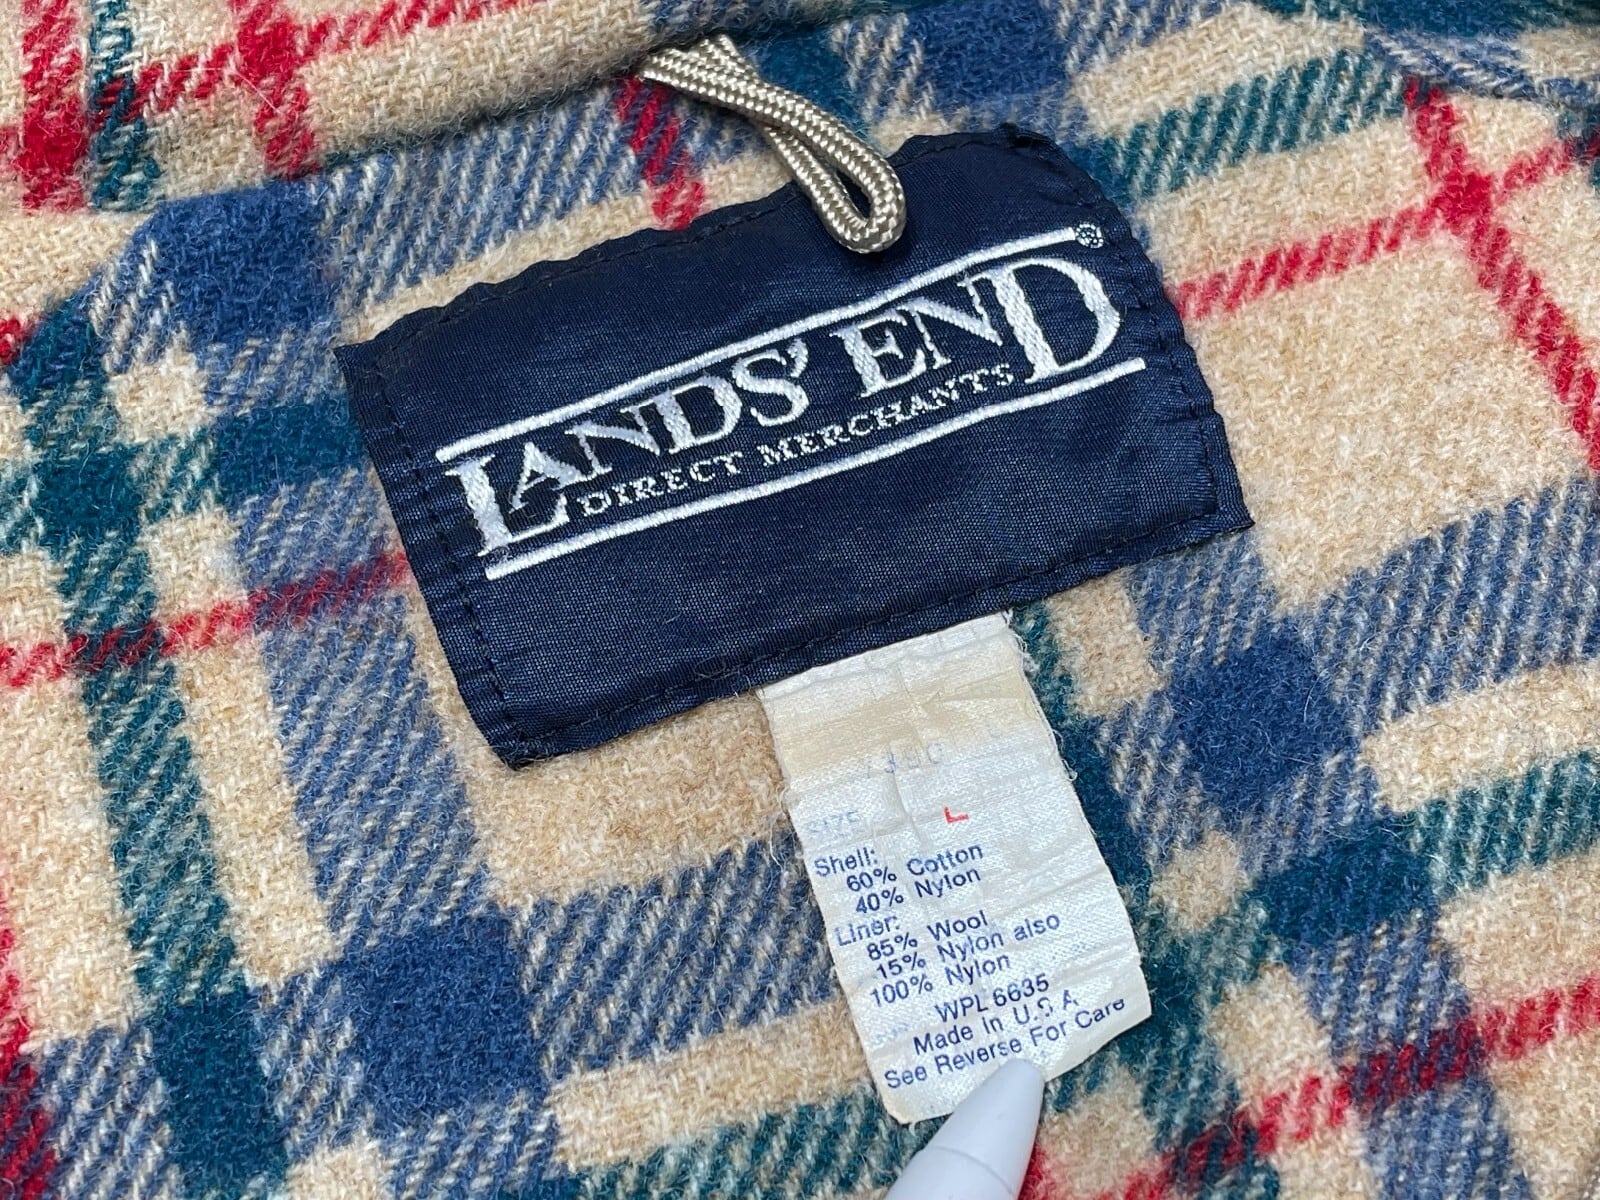 LANDS' END®
DIRECT MERCHANTS
SIZE L
Shell:
60% Cotton
40% Nylon
Liner:
85% Wool
15% Nylon also
100% Nylon
WPL 6635
Made In U.S.A
See Reverse For Care